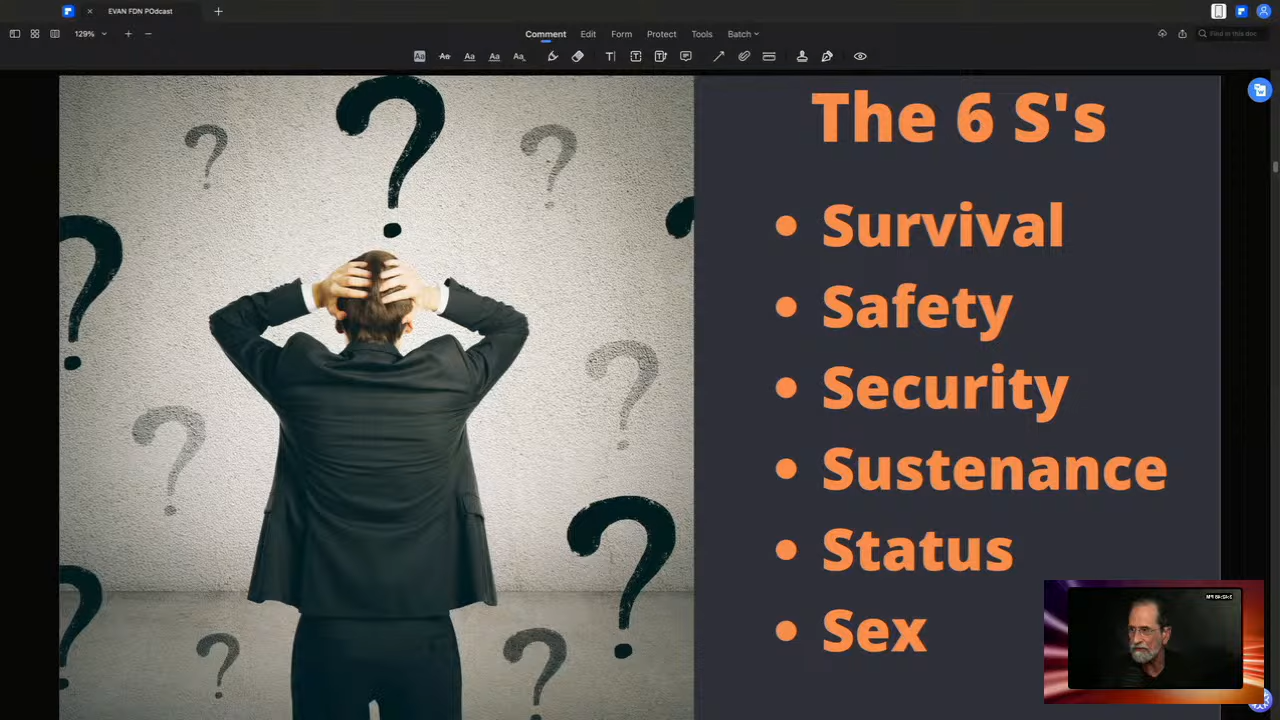 EVAN FDN POdcast
129%
Comment
Edit
Form
Protect
Tools
Batch
Find in this doc
The 6 S's
• Survival
• Safety
• Security
• Sustenance
• Status
• Sex